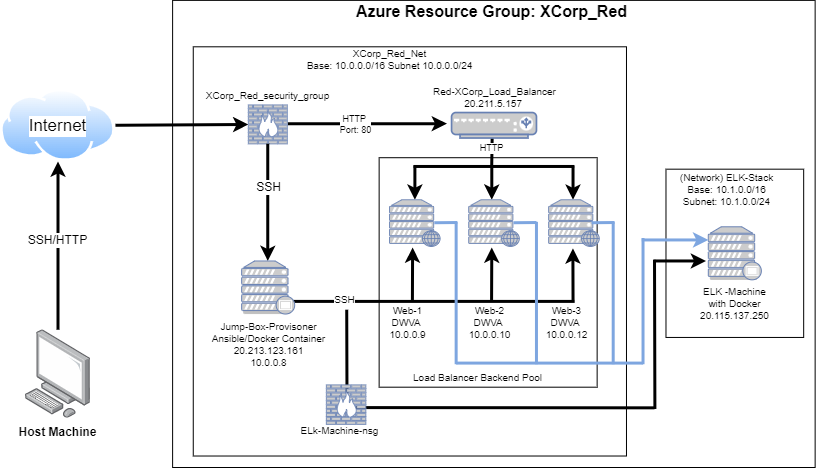 Azure Resource Group: XCorp_Red
XCorp_Red_Net
Base: 10.0.0.0/16 Subnet 10.0.0.0/24
XCorp_Red_security_group
Red-XCorp_Load_Balancer
20.211.5.157
Internet
HTTP
Port: 80
HTTP
SSH
(Network) ELK-Stack
Base: 10.1.0.0/16
Subnet: 10.1.0.0/24
SSH/HTTP
ELK -Machine
with Docker
20.115.137.250
SSH
Jump-Box-Provisoner
Ansible/Docker Container
20.213.123.161
10.0.0.8
Web-1
DWVA
10.0.0.9
Web-2
DWVA
10.0.0.10
Web-3
DWVA
10.0.0.12
Load Balancer Backend Pool
Host Machine
ELk-Machine-nsg